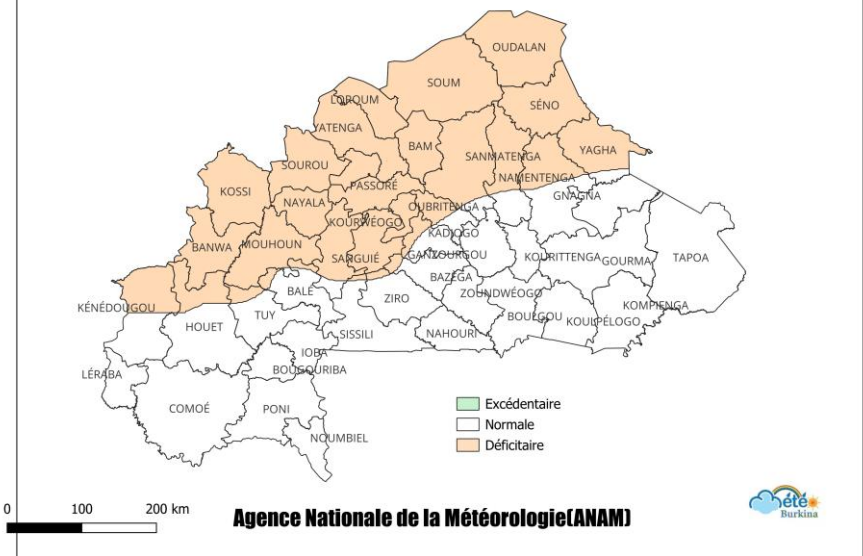 OUDALAN
SOUM
SÉNO
LOROUM
YATENGA
BAM
SANMATENGA
YAGHA
SOUROU
NAMENTENGA
KOSSI
PASSORÉ
GNAGNA
NAYALA
OUBRITENGA
KOURWÉOGO
KADIOGO
BANWA
MOUHOUN
SANGUIÉ
GANZOURGOU
KOURITTENGA
GOURMA
TAPOA
BAZÈGA
BALÉ
ZIRO
ZOUNDWÉOGO
KÉNÉDOUGOU
KOMPIENGA
TUY
BOULGOU
KOULPÉLOGO
HOUET
SISSILI
NAHOURI
IOBA
LÉRABA
BOUGOURIBA
COMOÉ
PONI
NOUMBIEL
Excédentaire
Normale
Déficitaire
0 100 200 km
Agence Nationale de la Météorologie(ANAM)
Météo
Burkina